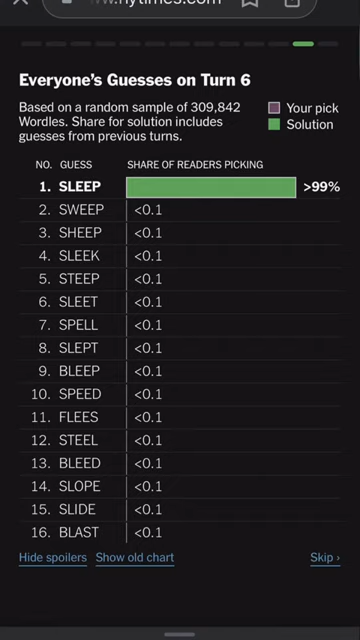 .nytimes.com
Everyone's Guesses on Turn 6
Based on a random sample of 309,842
Wordles. Share for solution includes
guesses from previous turns.
Your pick
Solution
NO. GUESS SHARE OF READERS PICKING
1. SLEEP >99%
2. SWEEP <0.1
3. SHEEP <0.1
4. SLEEK <0.1
5. STEEP <0.1
6. SLEET <0.1
7. SPELL <0.1
8. SLEPT <0.1
9. BLEEP <0.1
10. SPEED <0.1
11. FLEES <0.1
12. STEEL <0.1
13. BLEED <0.1
14. SLOPE <0.1
15. SLIDE <0.1
16. BLAST <0.1
Hide spoilers Show old chart Skip ›